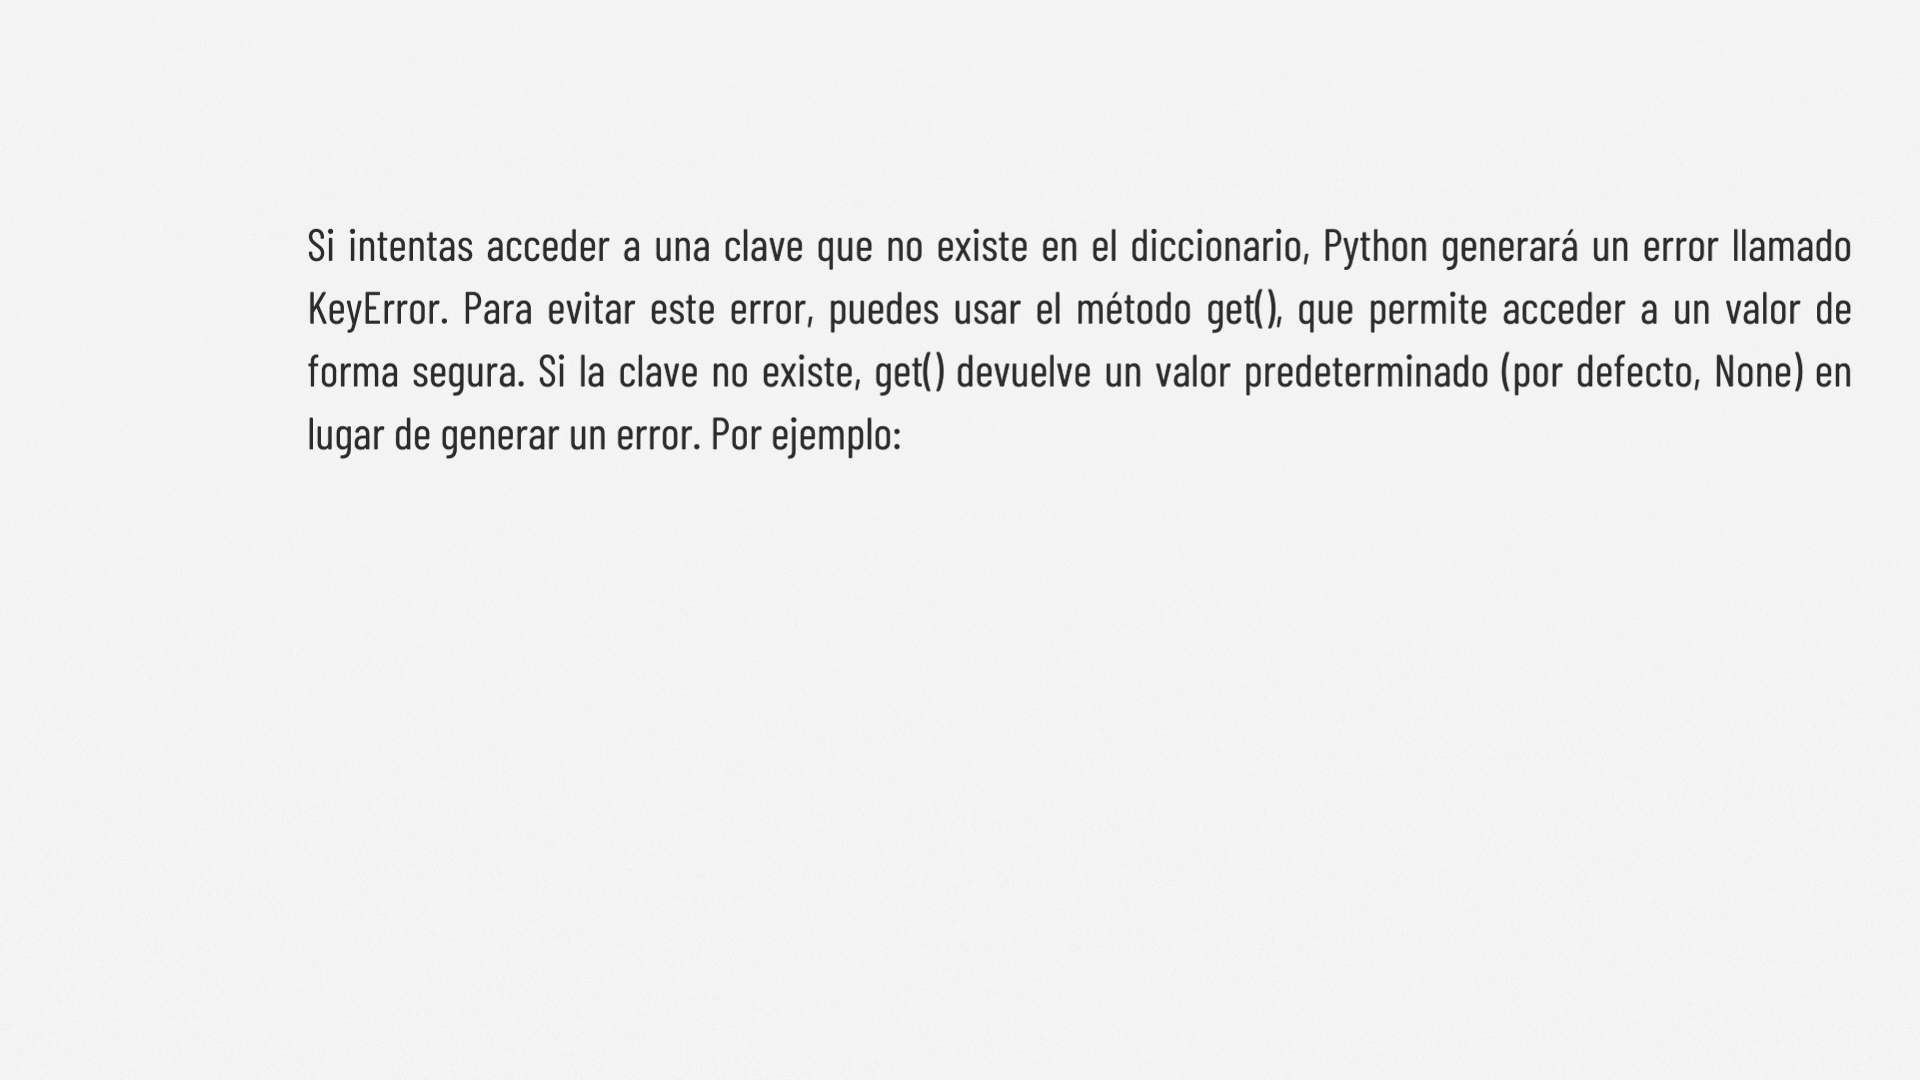 Si intentas acceder a una clave que no existe en el diccionario, Python generará un error llamado
KeyError. Para evitar este error, puedes usar el método get(), que permite acceder a un valor de
forma segura. Si la clave no existe, get() devuelve un valor predeterminado (por defecto, None) en
lugar de generar un error. Por ejemplo: